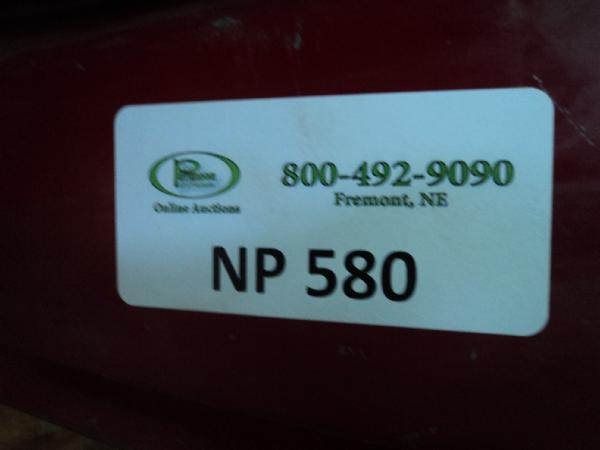 800-492-9090
Fremont, NE
Online Auctions
NP 580